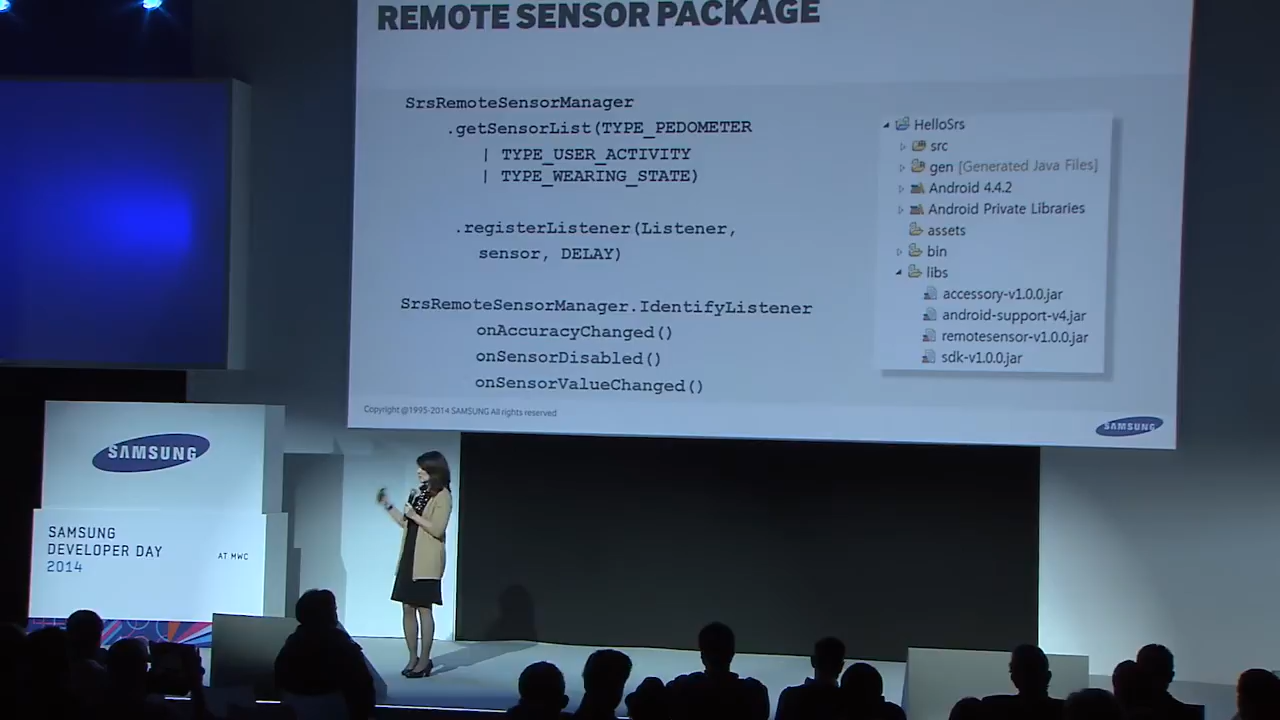 REMOTE SENSOR PACKAGE
SrsRemoteSensorManager
.getSensorList(TYPE_PEDOMETER
| TYPE_USER_ACTIVITY
| TYPE_WEARING_STATE)
.registerListener(Listener,
sensor, DELAY)
SrsRemoteSensorManager.IdentifyListener
onAccuracyChanged()
onSensorDisabled()
onSensorValueChanged()
HelloSrs
src
gen [Generated Java Files]
Android 4.4.2
Android Private Libraries
assets
bin
libs
accessory-v1.0.0.jar
android-support-v4.jar
remotesensor-v1.0.0.jar
sdk-v1.0.0.jar
Copyright @1995-2014 SAMSUNG All rights reserved
SAMSUNG
SAMSUNG
SAMSUNG
DEVELOPER DAY
2014
AT MWC